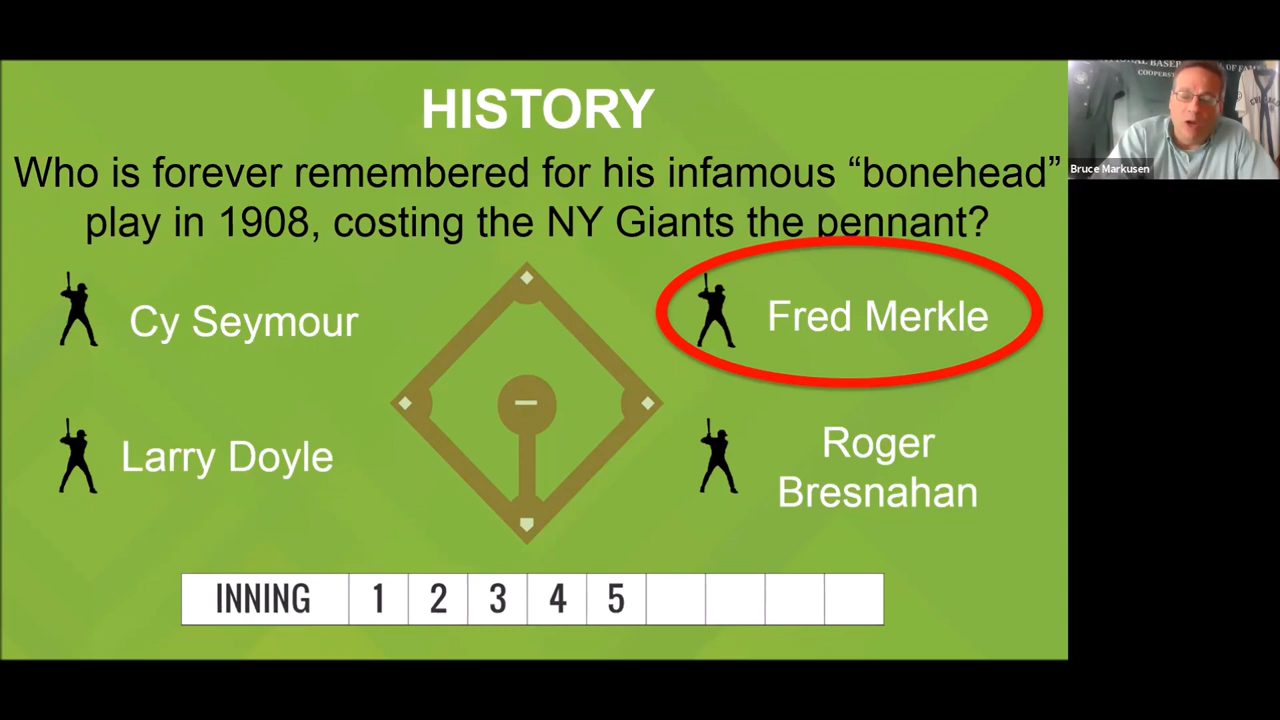 HISTORY
Who is forever remembered for his infamous “bonehead”
play in 1908, costing the NY Giants the pennant?
Cy Seymour
Fred Merkle
Larry Doyle
Roger
Bresnahan
INNING 1 2 3 4 5
Bruce Markusen